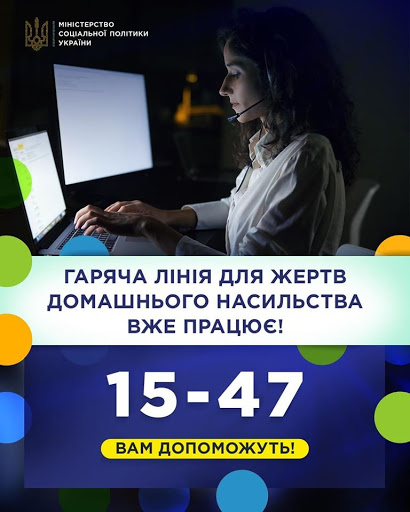 МІНІСТЕРСТВО
СОЦІАЛЬНОЇ ПОЛІТИКИ
УКРАЇНИ
ГАРЯЧА ЛІНІЯ ДЛЯ ЖЕРТВ
ДОМАШНЬОГО НАСИЛЬСТВА
ВЖЕ ПРАЦЮЄ!
15-47
ВАМ ДОПОМОЖУТЬ!